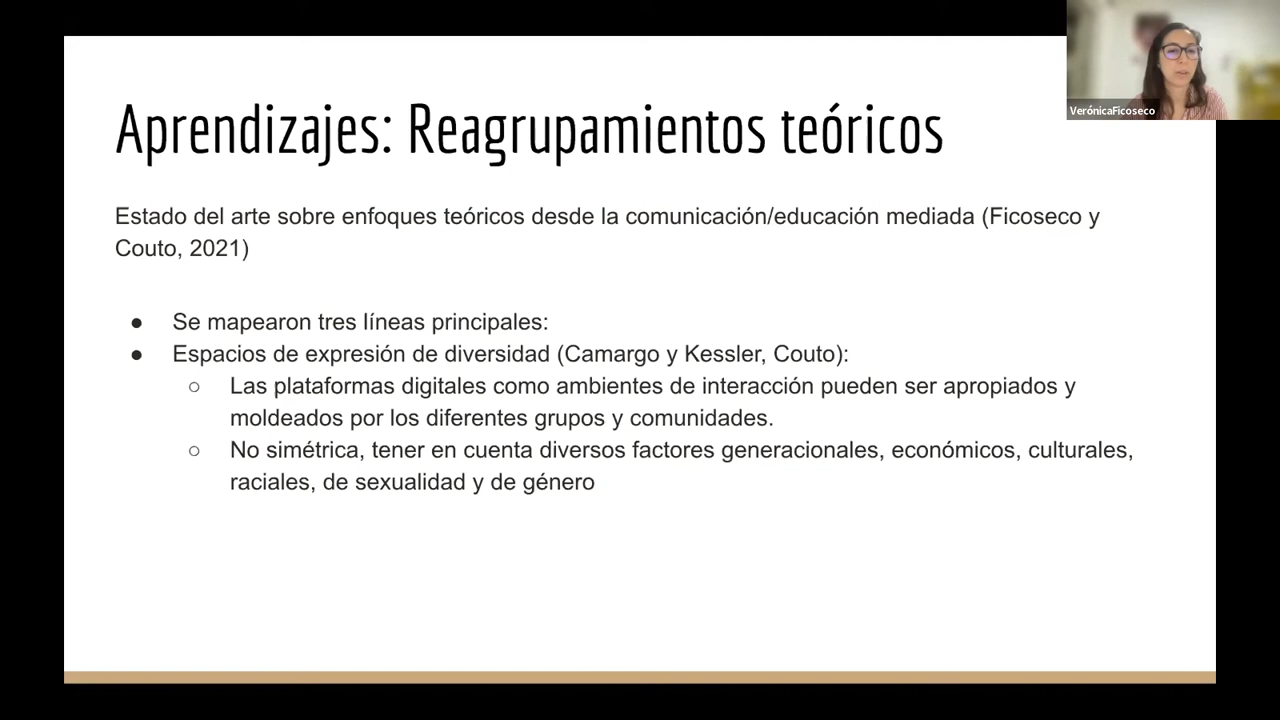 Aprendizajes: Reagrupamientos teóricos
VerónicaFicoseco
Estado del arte sobre enfoques teóricos desde la comunicación/educación mediada (Ficoseco y
Couto, 2021)
● Se mapearon tres líneas principales:
● Espacios de expresión de diversidad (Camargo y Kessler, Couto):
○ Las plataformas digitales como ambientes de interacción pueden ser apropiados y
moldeados por los diferentes grupos y comunidades.
○ No simétrica, tener en cuenta diversos factores generacionales, económicos, culturales,
raciales, de sexualidad y de género